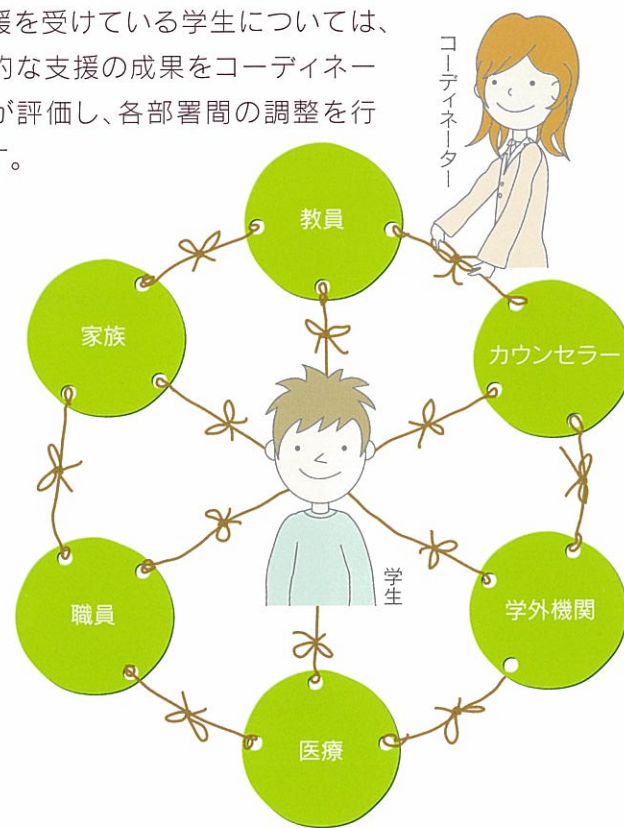 援を受けている学生については、
的な支援の成果をコーディネー
が評価し、各部署間の調整を行
す。
コーディネーター
教員
家族
カウンセラー
学生
職員
学外機関
医療